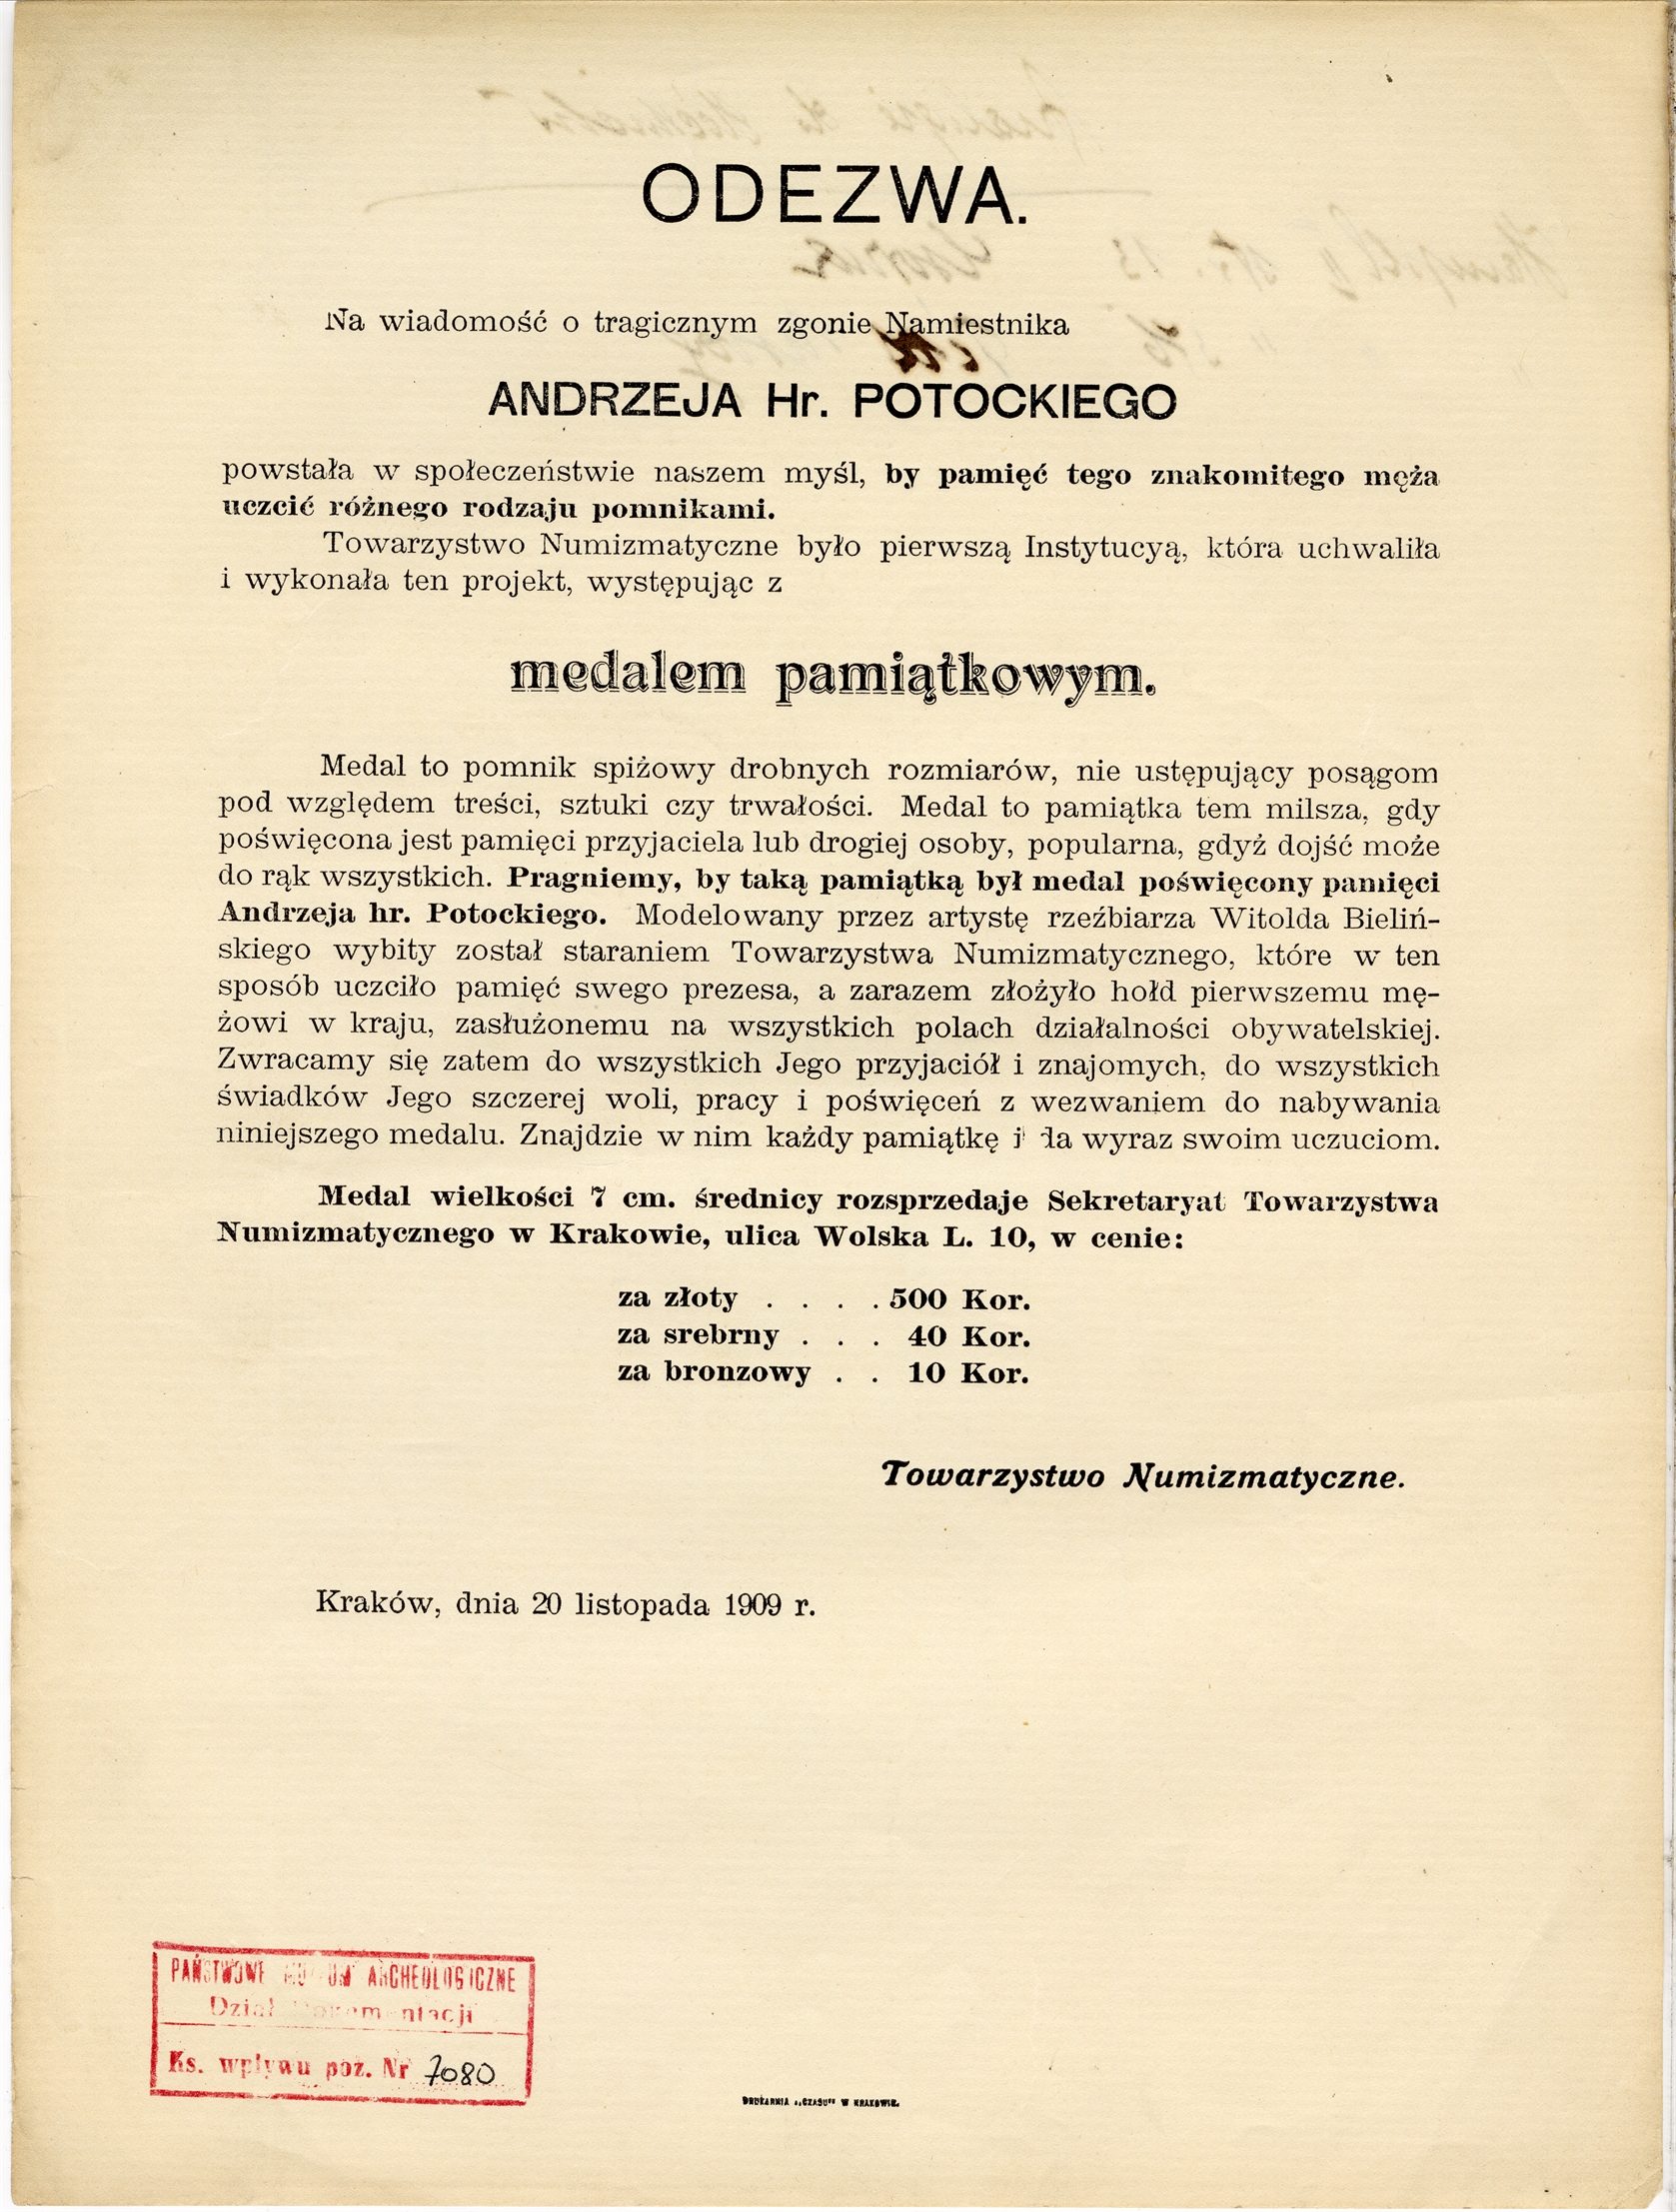 ODEZWA.
Na wiadomość o tragicznym zgonie Namiestnika
ANDRZEJA Hr. POTOCKIEGO
powstała w społeczeństwie naszem myśl, by pamięć tego znakomitego męża
uczcić różnego rodzaju pomnikami.
Towarzystwo Numizmatyczne było pierwszą Instytucyą, która uchwaliła
i wykonała ten projekt, występując z
medalem pamiątkowym.
Medal to pomnik spiżowy drobnych rozmiarów, nie ustępujący posągom
pod względem treści, sztuki czy trwałości. Medal to pamiątka tem milsza, gdy
poświęcona jest pamięci przyjaciela lub drogiej osoby, popularna, gdyż dojść może
do rąk wszystkich. Pragniemy, by taką pamiątką był medal poświęcony pamięci
Andrzeja hr. Potockiego. Modelowany przez artystę rzeźbiarza Witolda Bieliń-
skiego wybity został staraniem Towarzystwa Numizmatycznego, które w ten
sposób uczciło pamięć swego prezesa, a zarazem złożyło hołd pierwszemu mę-
żowi w kraju, zasłużonemu na wszystkich polach działalności obywatelskiej.
Zwracamy się zatem do wszystkich Jego przyjaciół i znajomych, do wszystkich
świadków Jego szczerej woli, pracy i poświęceń z wezwaniem do nabywania
niniejszego medalu. Znajdzie w nim każdy pamiątkę i da wyraz swoim uczuciom.
Medal wielkości 7 cm. średnicy rozsprzedaje Sekretaryat Towarzystwa
Numizmatycznego w Krakowie, ulica Wolska L. 10, w cenie:
za złoty . . . . 500 Kor.
za srebrny . . . 40 Kor.
za bronzowy . . 10 Kor.
Towarzystwo Numizmatyczne.
Kraków, dnia 20 listopada 1909 r.
PAŃSTWOWE MUZEUM ARCHEOLOGICZNE
Dział Dokumentacji
Ks. wpływu poz. Nr 7080
DRUKARNIA „CZASU" W KRAKOWIE.